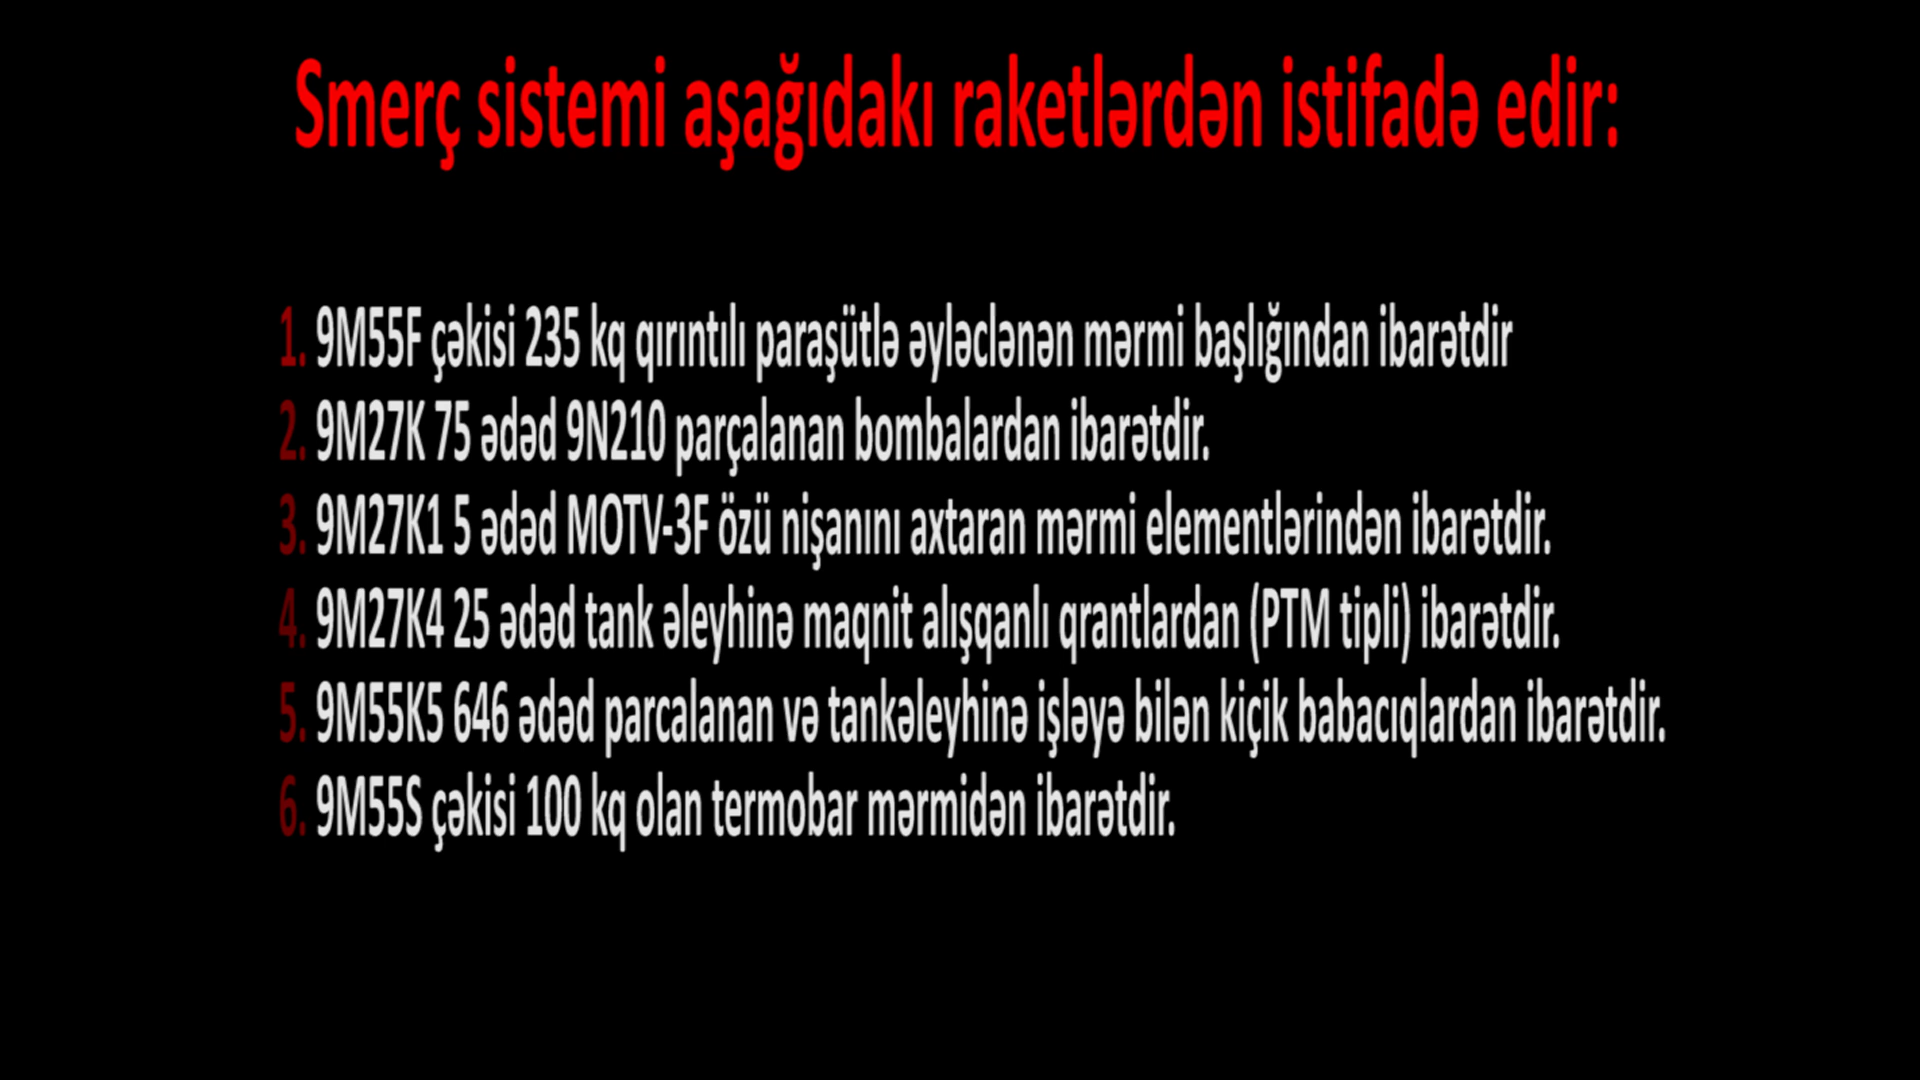 Smerç sistemi aşağıdakı raketlərdən istifadə edir:
1. 9M55F çəkisi 235 kq qırıntılı paraşütlə əyləclənən mərmi başlığından ibarətdir
2. 9M27K 75 ədəd 9N210 parçalanan bombalardan ibarətdir.
3. 9M27K1 5 ədəd MOTV-3F özü nişanını axtaran mərmi elementlərindən ibarətdir.
4. 9M27K4 25 ədəd tank əleyhinə maqnit alışqanlı qrantlardan (PTM tipli) ibarətdir.
5. 9M55K5 646 ədəd parcalanan və tankəleyhinə işləyə bilən kiçik babacıqlardan ibarətdir.
6. 9M55S çəkisi 100 kq olan termobar mərmidən ibarətdir.